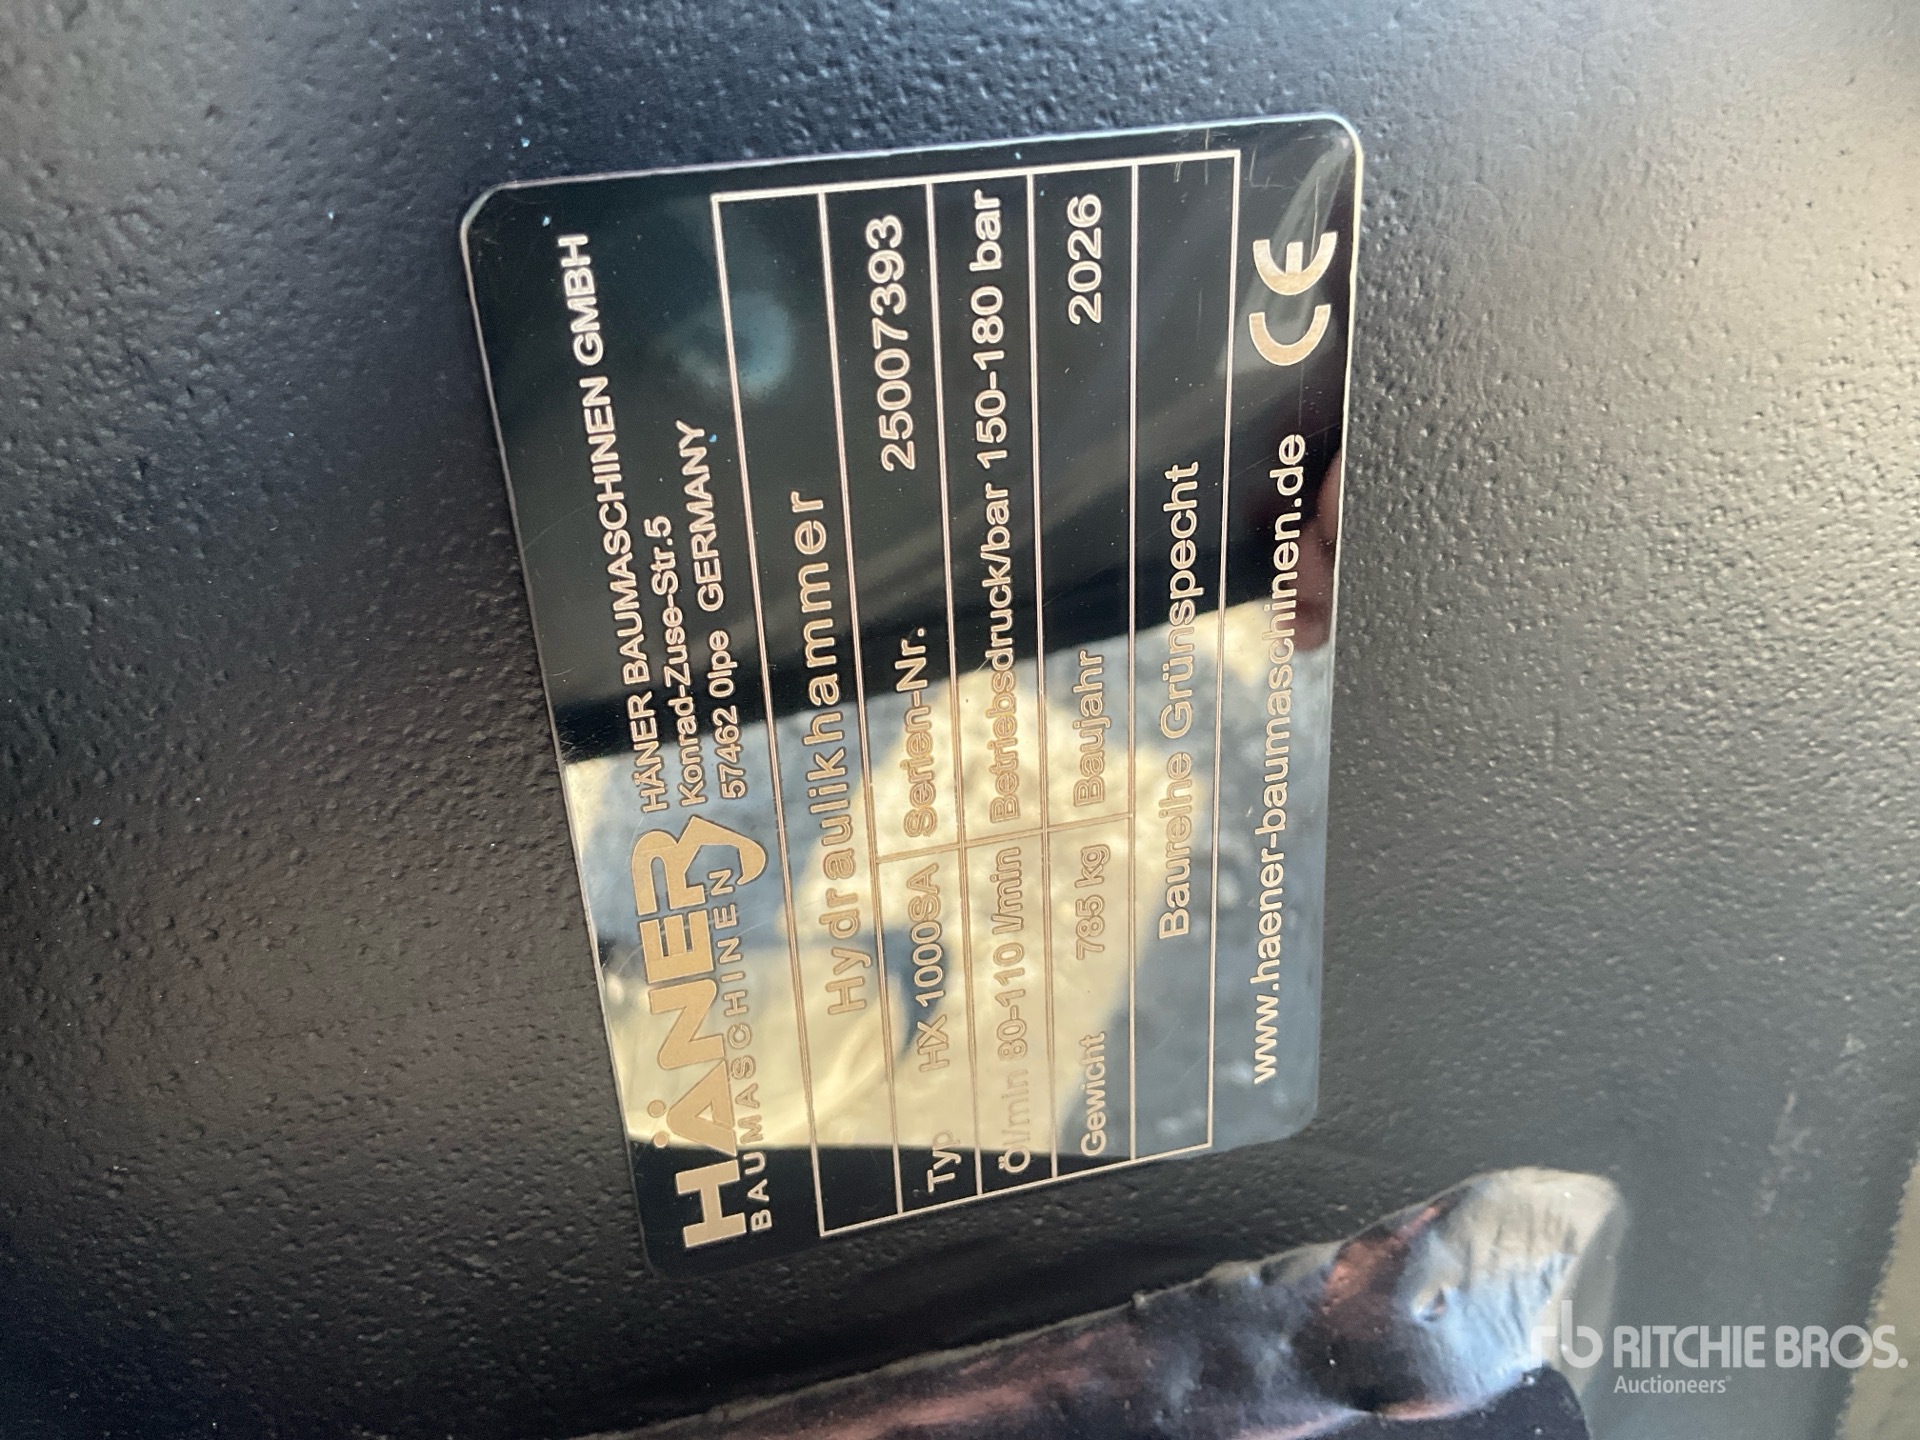 HÄNER
BAUMASCHINEN
HÄNER BAUMASCHINEN GMBH
Konrad-Zuse-Str.5
57462 Olpe GERMANY
Hydraulikhammer
Typ HX 1000SA Serien-Nr. 25007393
Öl/min 80-110 l/min Betriebsdruck/bar 150-180 bar
Gewicht 785 kg Baujahr 2026
Baureihe Grünspecht
www.haener-baumaschinen.de CE
rb RITCHIE BROS.
Auctioneers